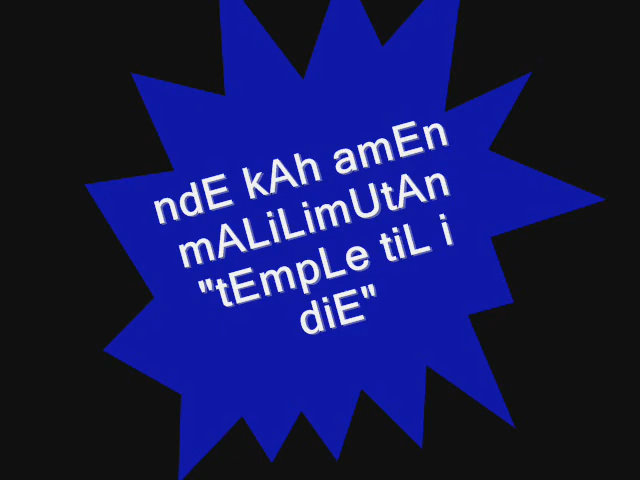 ndE kAh amEn
mALiLimUtAn
"tEmpLe tiL i
diE"